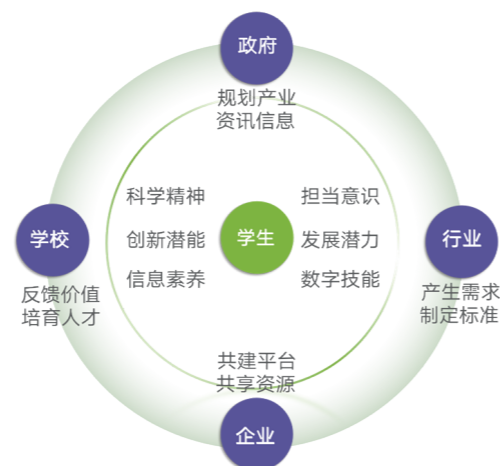 政府
规划产业
资讯信息
科学精神
担当意识
学校
创新潜能
学生
发展潜力
行业
信息素养
数字技能
反馈价值
培育人才
产生需求
制定标准
共建平台
共享资源
企业